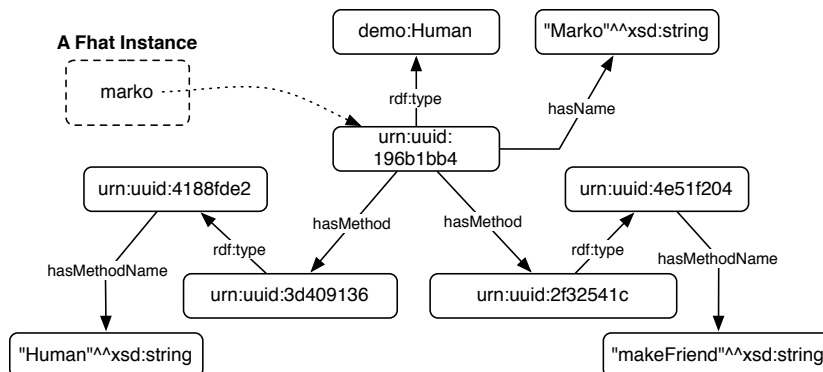 demo:Human
"Marko"^^xsd:string
A Fhat Instance
marko
rdf:type
hasName
urn:uuid:
196b1bb4
urn:uuid:4188fde2
urn:uuid:4e51f204
hasMethod
hasMethod
rdf:type
rdf:type
hasMethodName
hasMethodName
urn:uuid:3d409136
urn:uuid:2f32541c
"Human"^^xsd:string
"makeFriend"^^xsd:string